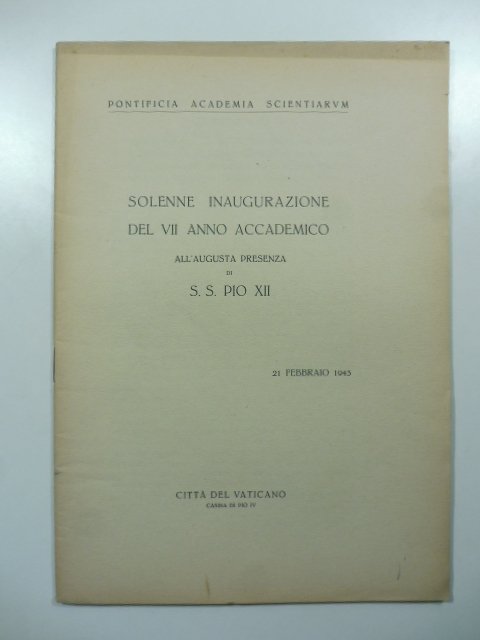 PONTIFICIA ACADEMIA SCIENTIARVM
SOLENNE INAUGURAZIONE
DEL VII ANNO ACCADEMICO
ALL'AUGUSTA PRESENZA
DI
S. S. PIO XII
21 FEBBRAIO 1943
CITTÀ DEL VATICANO
CASINA DI PIO IV